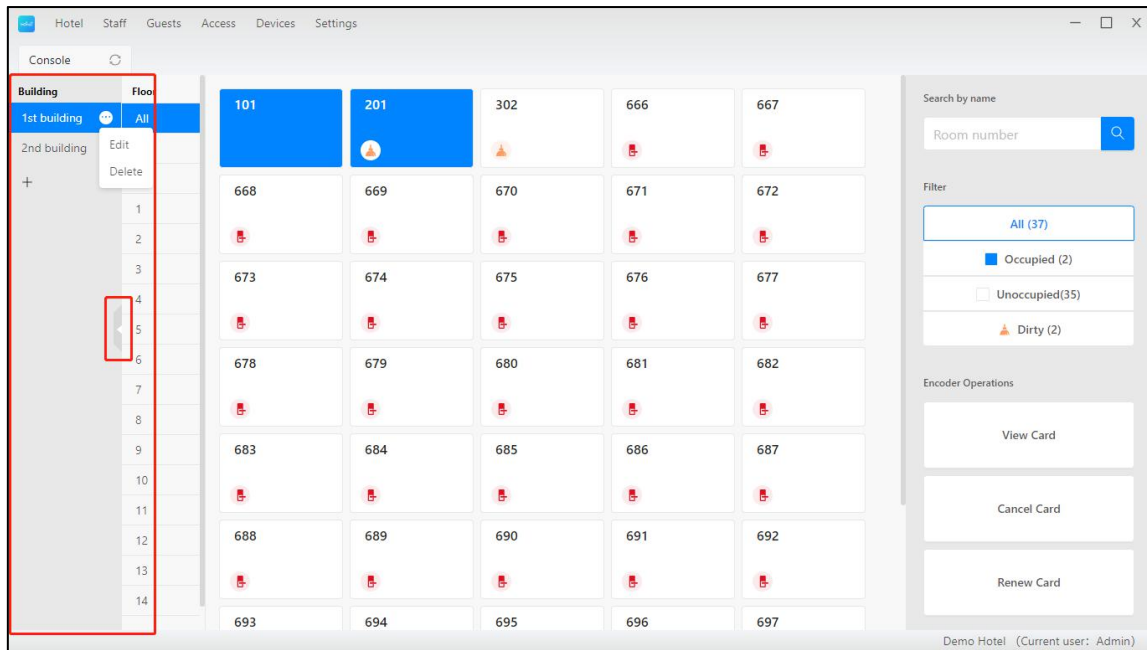 Hotel Staff Guests Access Devices Settings
Console
Building
1st building
2nd building
+
Edit
Delete
Floor
All
1
2
3
4
5
6
7
8
9
10
11
12
13
14
101 201 302 666 667
668 669 670 671 672
673 674 675 676 677
678 679 680 681 682
683 684 685 686 687
688 689 690 691 692
693 694 695 696 697
Search by name
Room number
Filter
All (37)
Occupied (2)
Unoccupied(35)
Dirty (2)
Encoder Operations
View Card
Cancel Card
Renew Card
Demo Hotel (Current user: Admin)